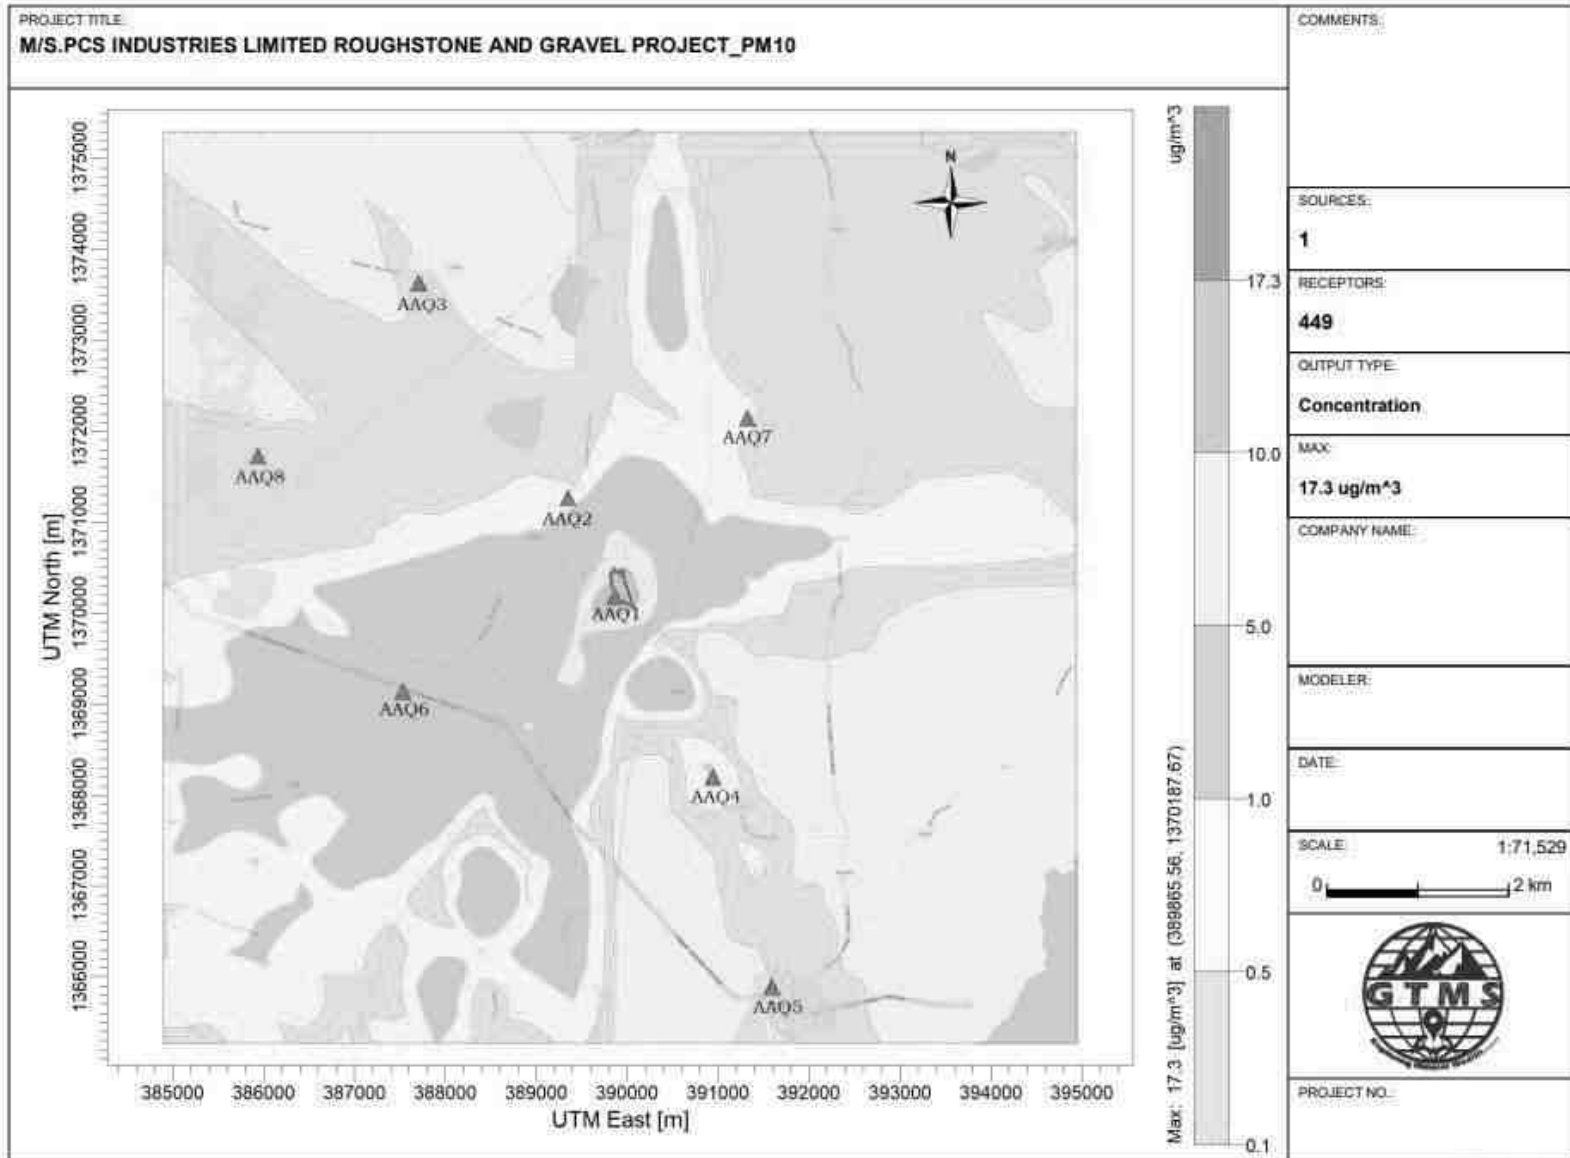 PROJECT TITLE:
M/S.PCS INDUSTRIES LIMITED ROUGHSTONE AND GRAVEL PROJECT_PM10
COMMENTS:
SOURCES:
1
RECEPTORS:
449
OUTPUT TYPE:
Concentration
MAX:
17.3 ug/m^3
COMPANY NAME:
MODELER:
DATE:
SCALE: 1:71,529
0 2 km
GTMS
PROJECT NO.:
UTM North [m]
1375000
1374000
1373000
1372000
1371000
1370000
1369000
1368000
1367000
1366000
N
AAQ3
AAQ7
AAQ8
AAQ2
AAQ1
AAQ6
AAQ4
AAQ5
385000 386000 387000 388000 389000 390000 391000 392000 393000 394000 395000
UTM East [m]
ug/m^3
17.3
10.0
5.0
1.0
0.5
0.1
Max: 17.3 [ug/m^3] at (389865.56, 1370187.67)